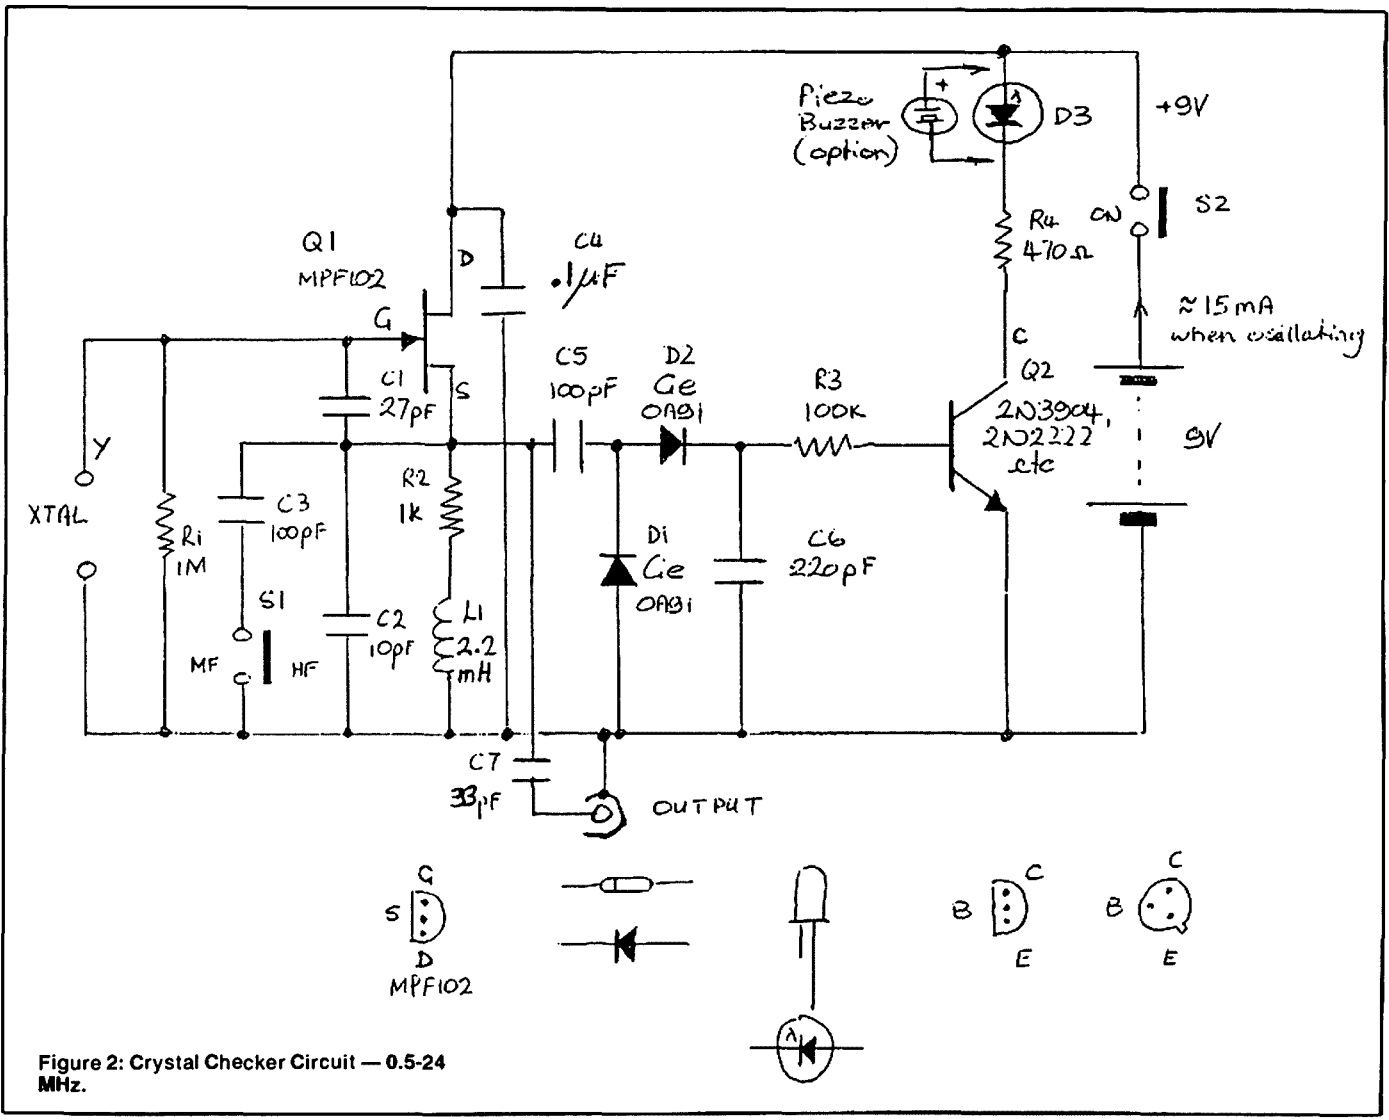 Piezo
Buzzer
(option)
+
λ
D3
+9V
ON
S2
Q1
MPF102
D
C4
.1µF
R4
470Ω
≈15mA
when oscillating
G
S
C
Q2
2N3904,
2N2222
etc
9V
C1
27pF
C5
100pF
D2
Ge
OA91
R3
100K
Y
XTAL
R1
1M
C3
100pF
R2
1k
S1
MF
HF
C2
10pF
L1
2.2
mH
D1
Ge
OA91
C6
220pF
C7
33pF
OUTPUT
G
S
D
MPF102
λ
C
B
E
C
B
E
Figure 2: Crystal Checker Circuit — 0.5-24
MHz.